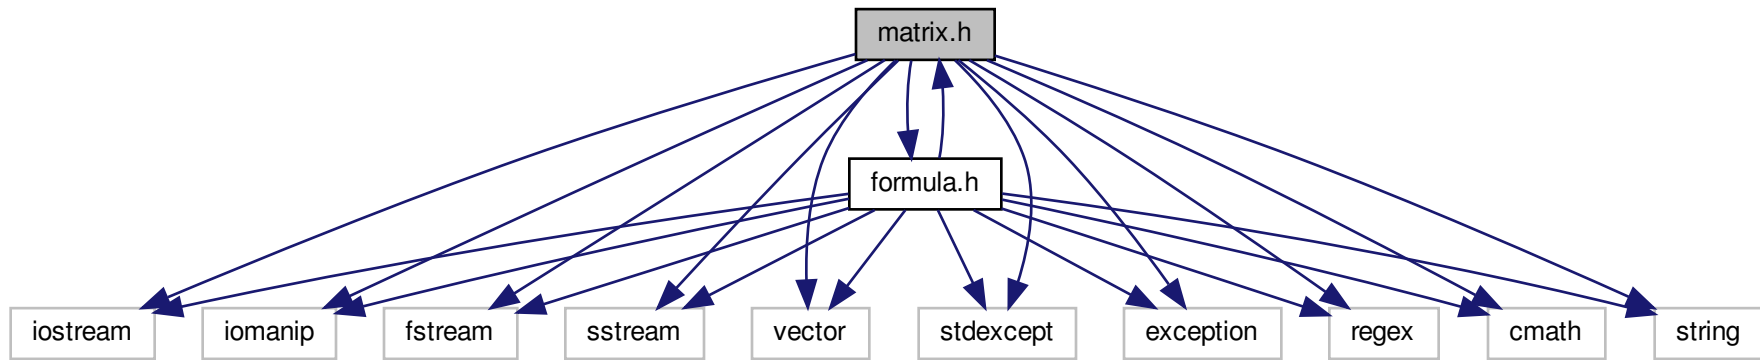 matrix.h
formula.h
iostream
iomanip
fstream
sstream
vector
stdexcept
exception
regex
cmath
string